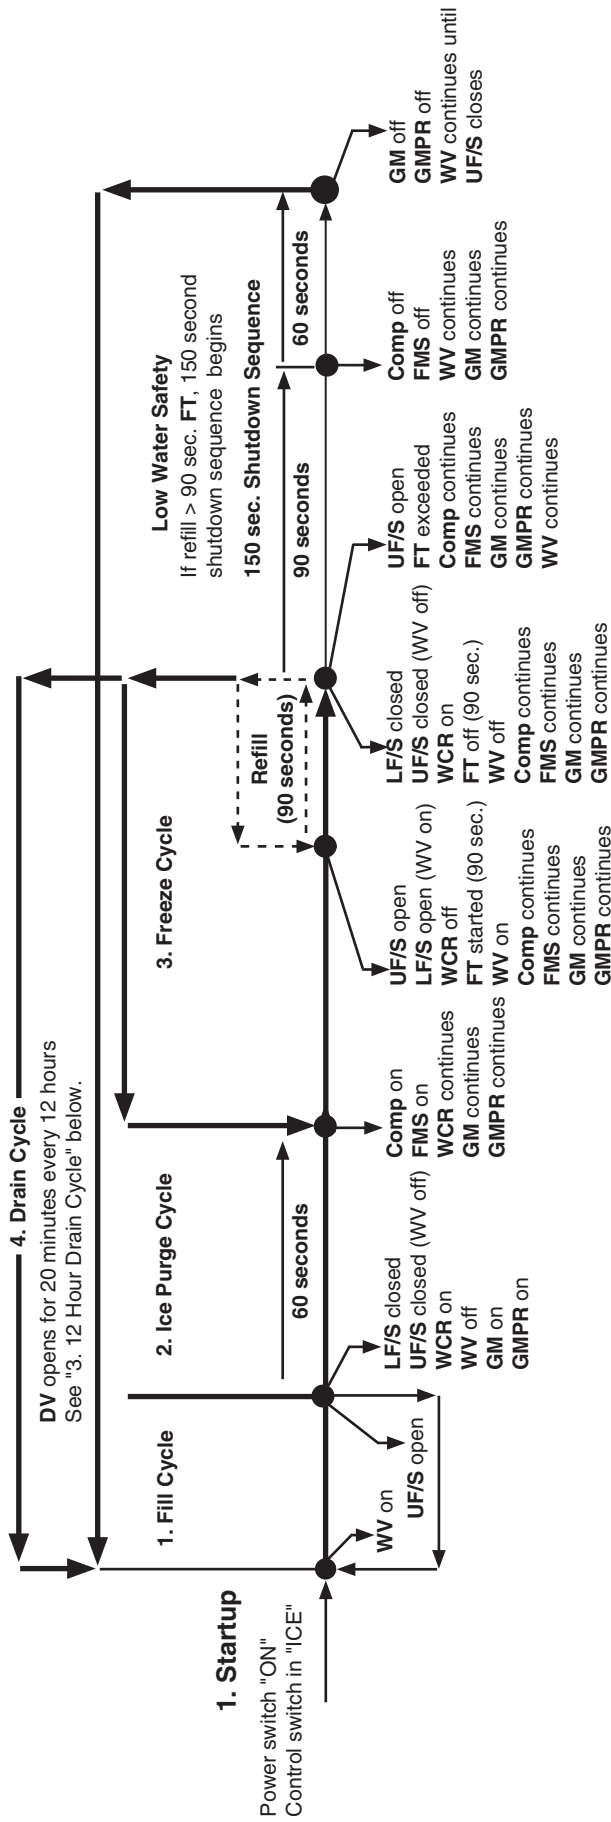 1. Startup
Power switch "ON"
Control switch in "ICE"
4. Drain Cycle
DV opens for 20 minutes every 12 hours
See "3. 12 Hour Drain Cycle" below.
1. Fill Cycle
2. Ice Purge Cycle
60 seconds
3. Freeze Cycle
Refill
(90 seconds)
Low Water Safety
If refill > 90 sec. FT, 150 second
shutdown sequence begins
150 sec. Shutdown Sequence
90 seconds
60 seconds
WV on
UF/S open
LF/S closed
UF/S closed (WV off)
WCR on
WV off
GM on
GMPR on
Comp on
FMS on
WCR continues
GM continues
GMPR continues
UF/S open
LF/S open (WV on)
WCR off
FT started (90 sec.)
WV on
Comp continues
FMS continues
GM continues
GMPR continues
LF/S closed
UF/S closed (WV off)
WCR on
FT off (90 sec.)
WV off
Comp continues
FMS continues
GM continues
GMPR continues
UF/S open
FT exceeded
Comp continues
FMS continues
GM continues
GMPR continues
WV continues
Comp off
FMS off
WV continues
GM continues
GMPR continues
GM off
GMPR off
WV continues until
UF/S closes